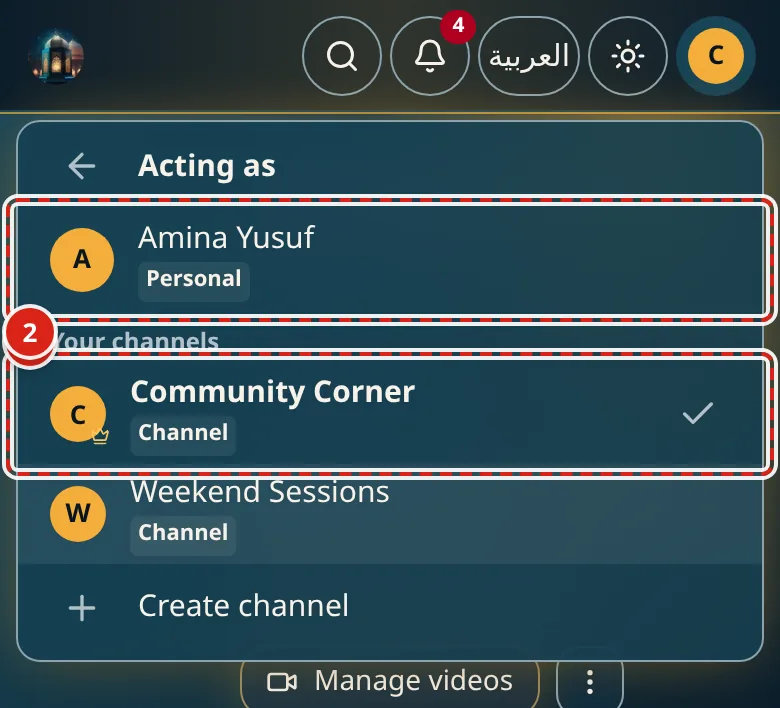 4
العربية
C
Acting as
A
Amina Yusuf
Personal
2
Your channels
C
Community Corner
Channel
W
Weekend Sessions
Channel
Create channel
Manage videos